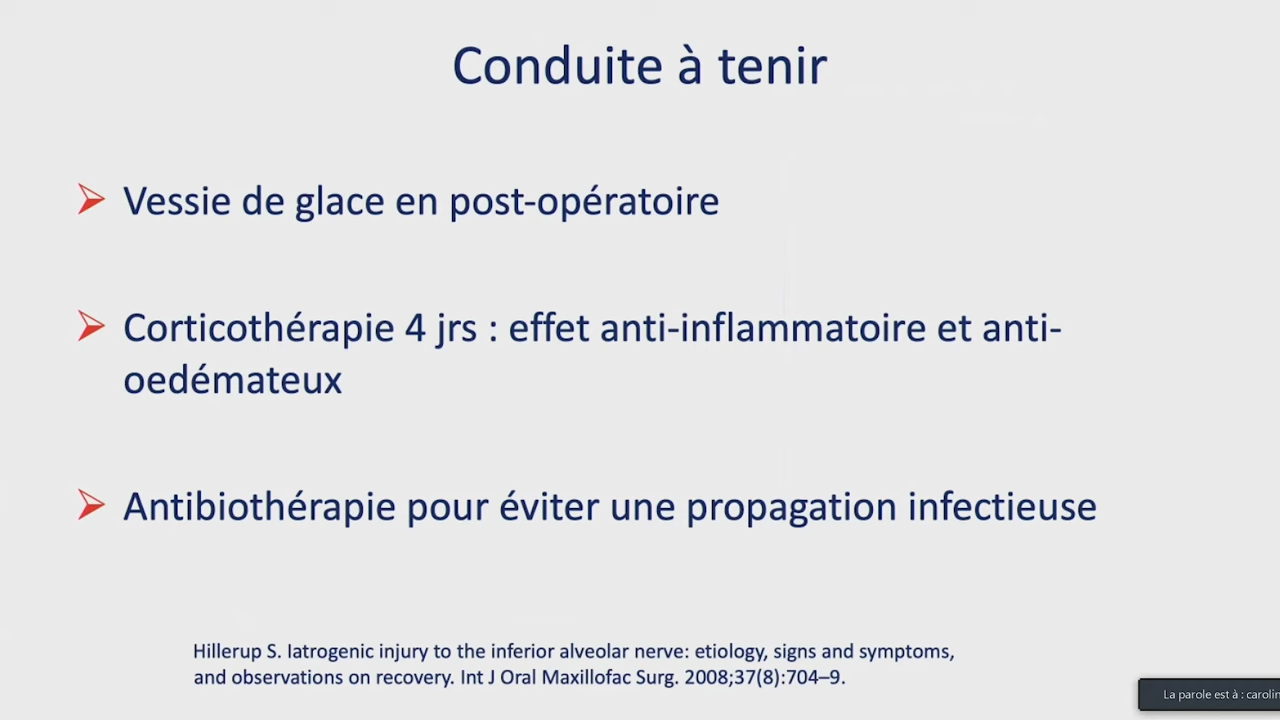 Conduite à tenir
Vessie de glace en post-opératoire
Corticothérapie 4 jrs : effet anti-inflammatoire et anti-
oedémateux
Antibiothérapie pour éviter une propagation infectieuse
Hillerup S. Iatrogenic injury to the inferior alveolar nerve: etiology, signs and symptoms,
and observations on recovery. Int J Oral Maxillofac Surg. 2008;37(8):704–9.
La parole est à :